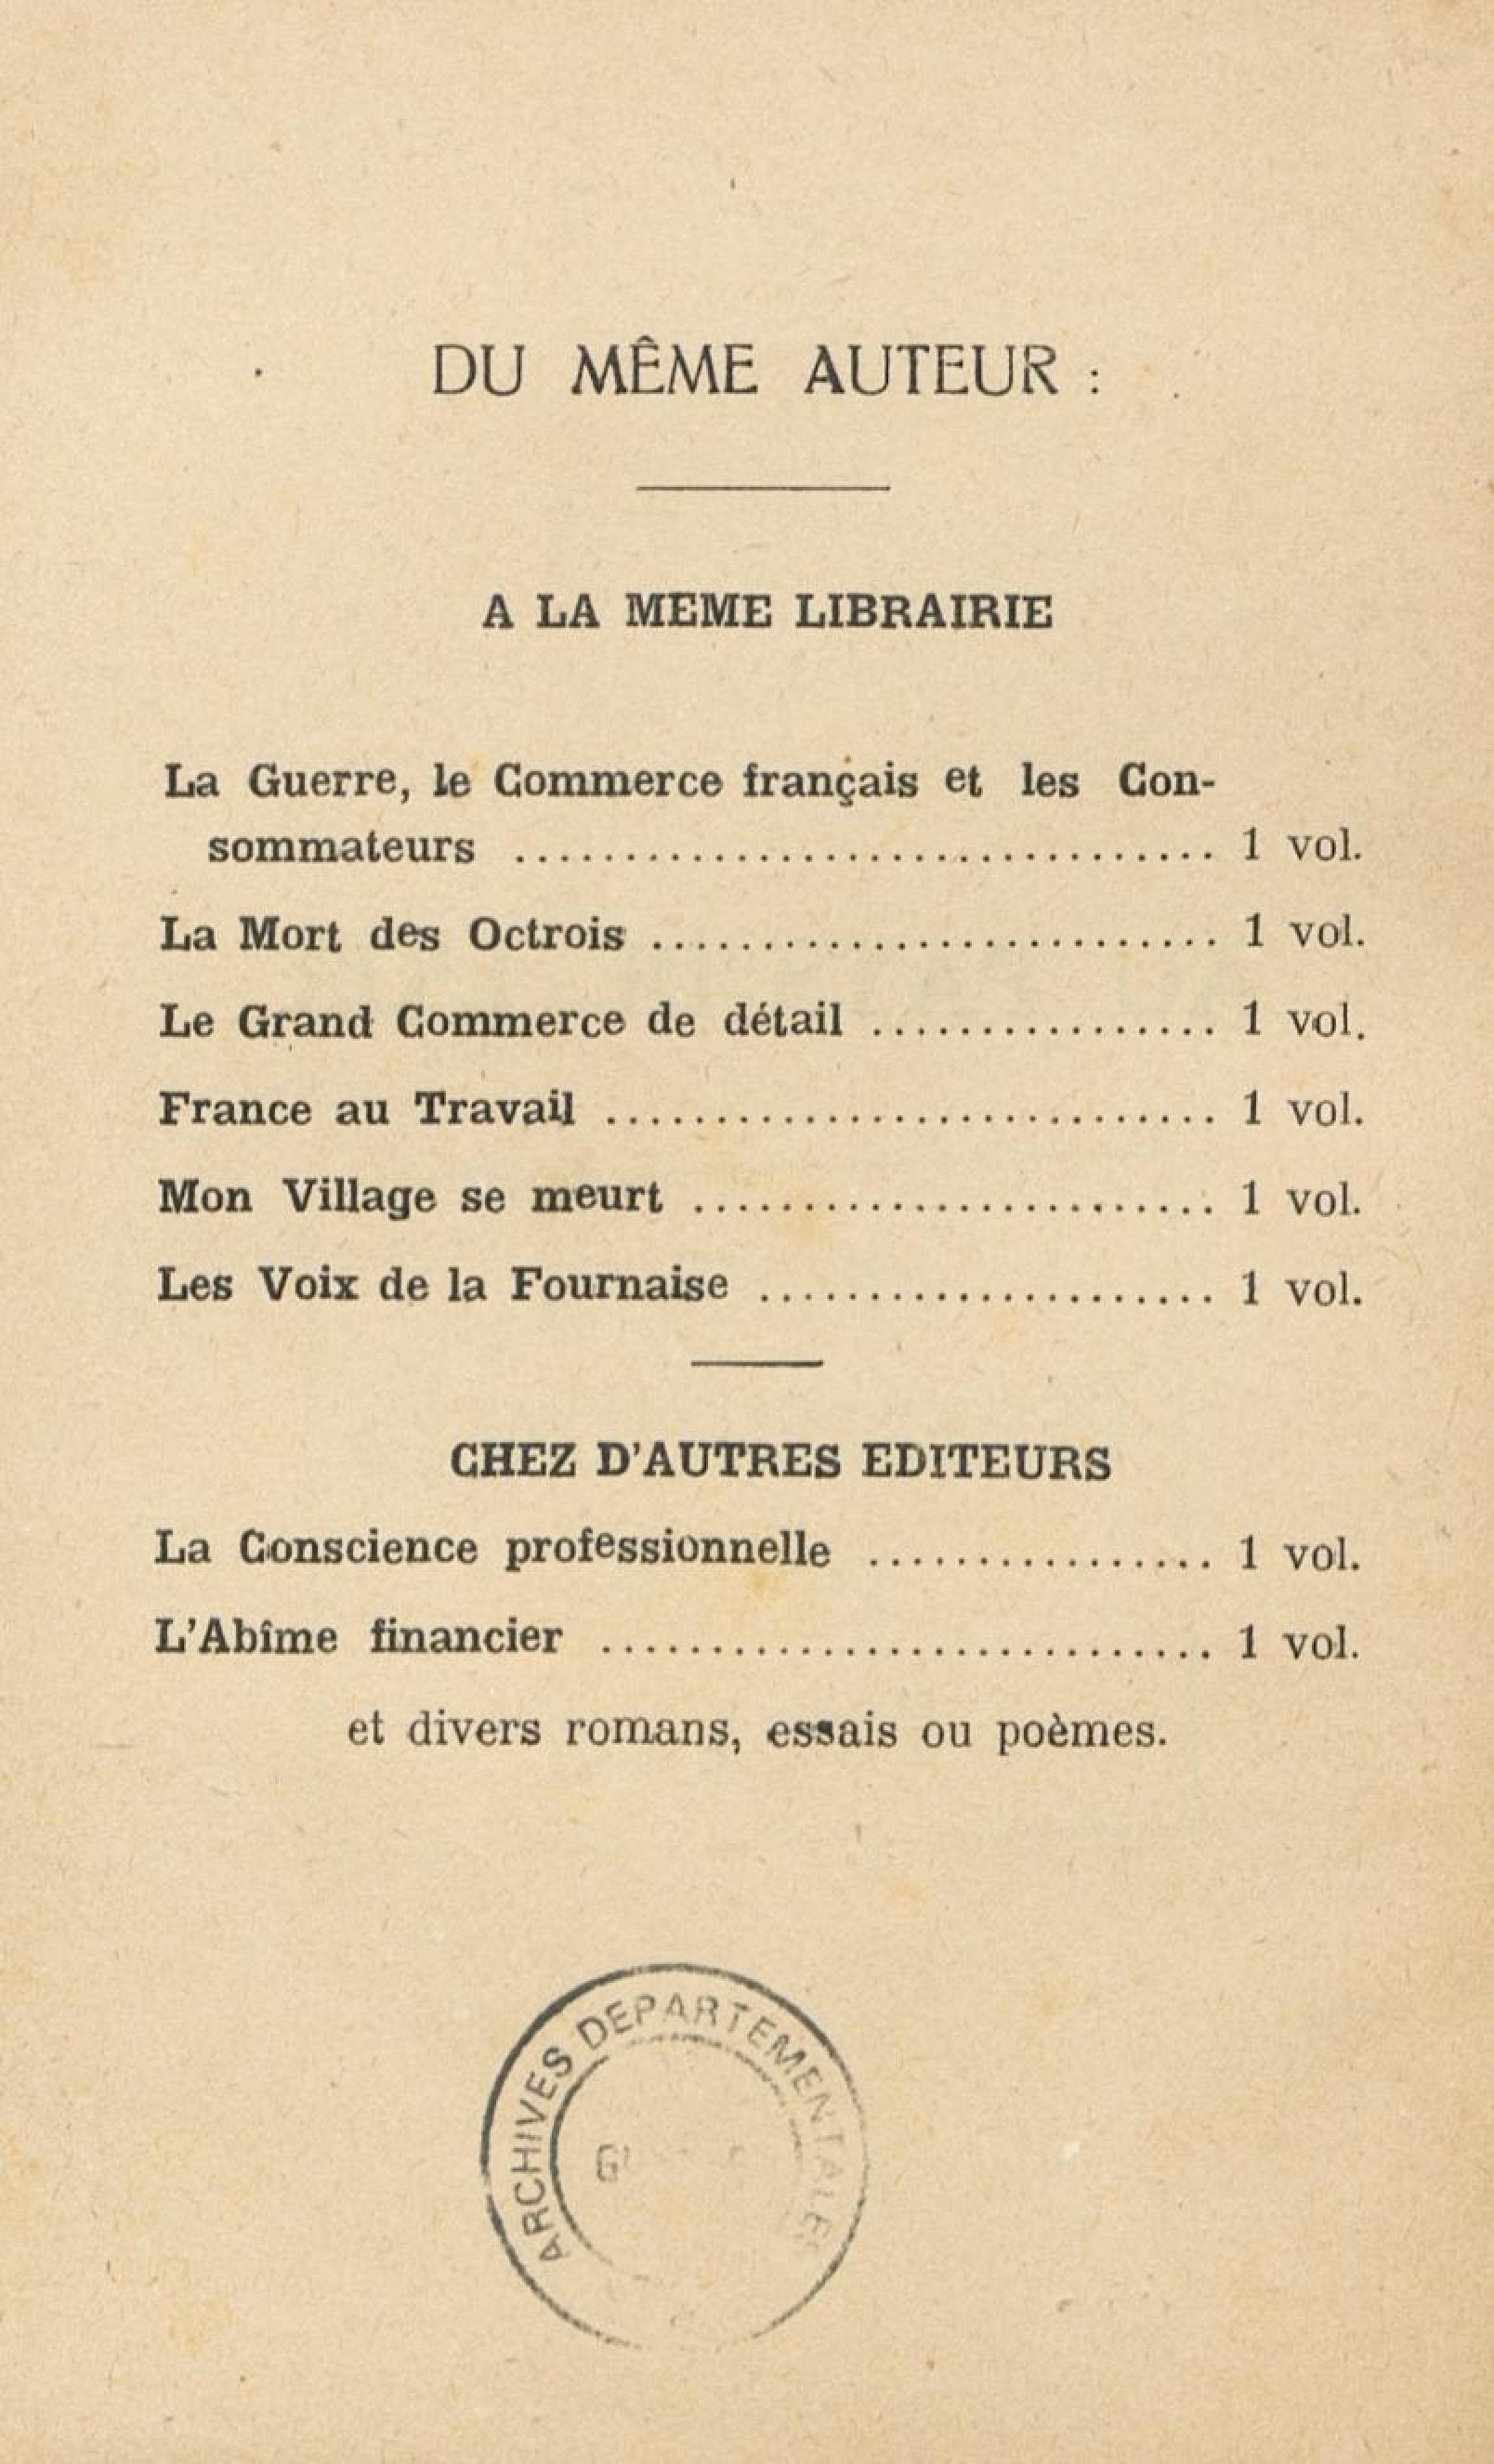 DU MÊME AUTEUR :
A LA MEME LIBRAIRIE
La Guerre, le Commerce français et les Con-
sommateurs ................................ 1 vol.
La Mort des Octrois .......................... 1 vol.
Le Grand Commerce de détail ................ 1 vol.
France au Travail ............................ 1 vol.
Mon Village se meurt ........................ 1 vol.
Les Voix de la Fournaise ..................... 1 vol.
CHEZ D'AUTRES EDITEURS
La Conscience professionnelle ................ 1 vol.
L'Abîme financier ............................ 1 vol.
et divers romans, essais ou poèmes.
ARCHIVES DEPARTEMENTALES